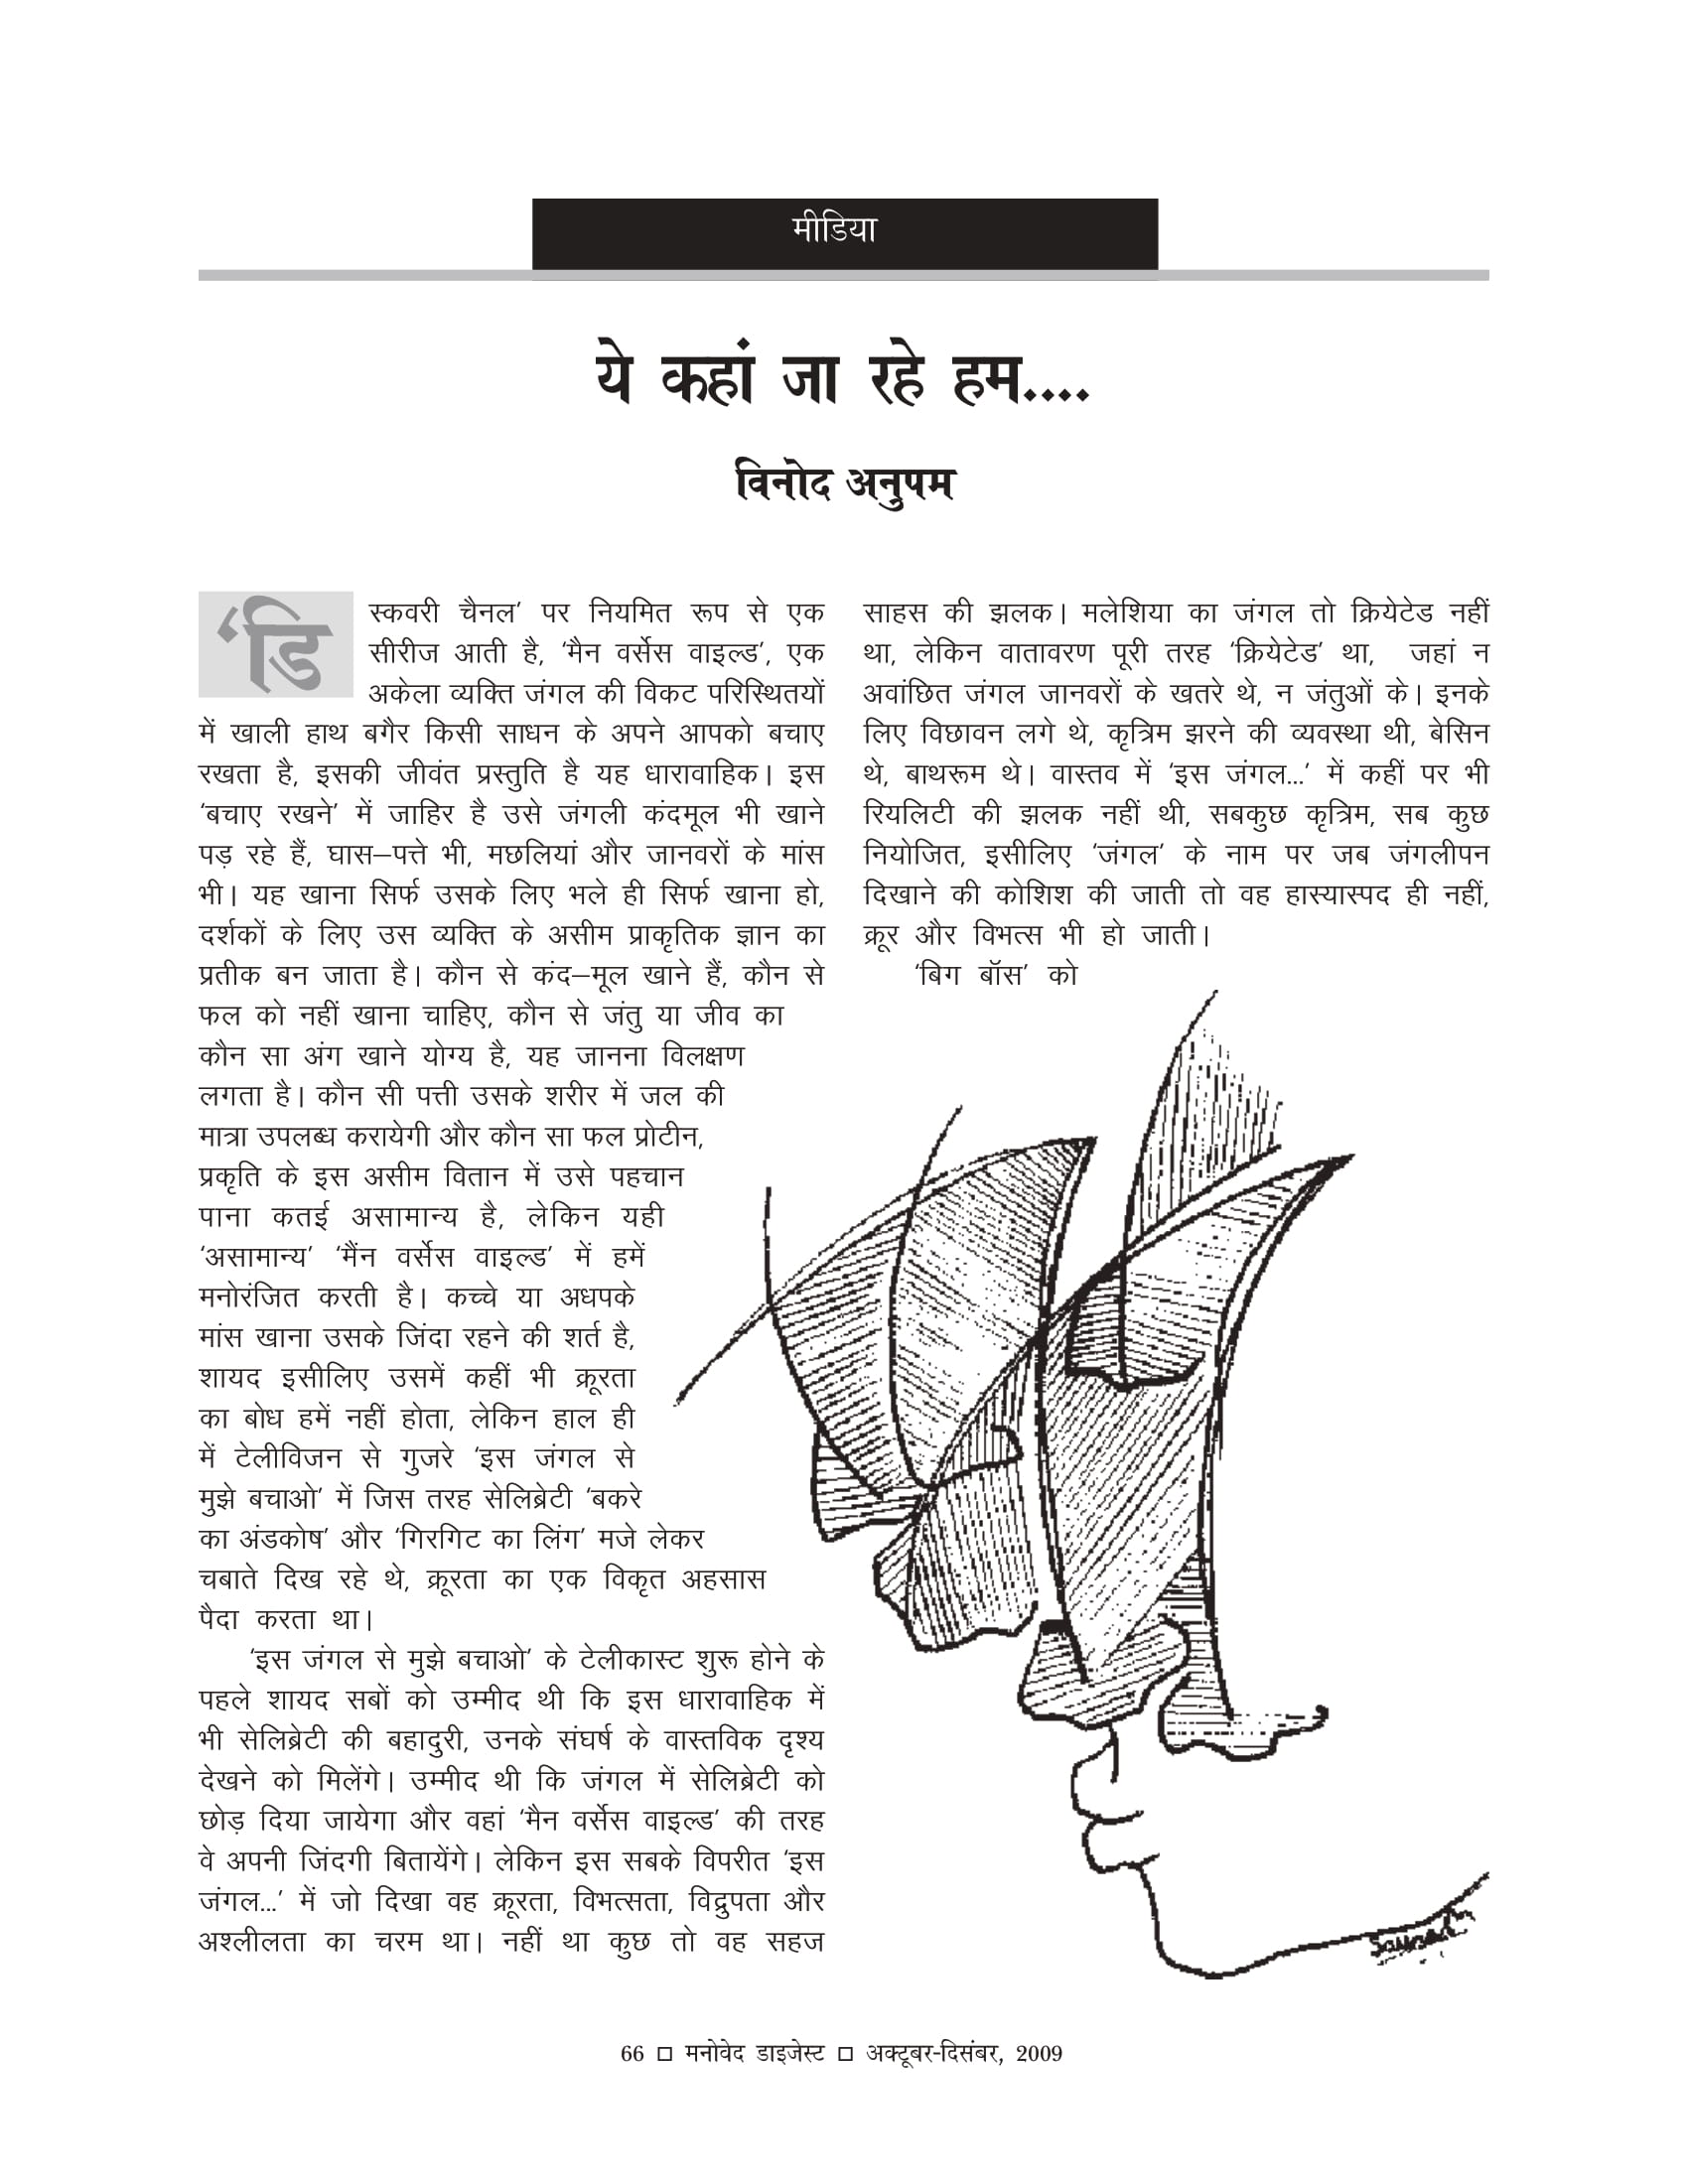 मीडिया
ये कहां जा रहे हम....
विनोद अनुपम
‘डिस्कवरी चैनल’ पर नियमित रूप से एक
सीरीज आती है, ‘मैन वर्सेस वाइल्ड’, एक
अकेला व्यक्ति जंगल की विकट परिस्थितयों
में खाली हाथ बगैर किसी साधन के अपने आपको बचाए
रखता है, इसकी जीवंत प्रस्तुति है यह धारावाहिक। इस
‘बचाए रखने’ में जाहिर है उसे जंगली कंदमूल भी खाने
पड़ रहे हैं, घास–पत्ते भी, मछलियां और जानवरों के मांस
भी। यह खाना सिर्फ उसके लिए भले ही सिर्फ खाना हो,
दर्शकों के लिए उस व्यक्ति के असीम प्राकृतिक ज्ञान का
प्रतीक बन जाता है। कौन से कंद–मूल खाने हैं, कौन से
फल को नहीं खाना चाहिए, कौन से जंतु या जीव का
कौन सा अंग खाने योग्य है, यह जानना विलक्षण
लगता है। कौन सी पत्ती उसके शरीर में जल की
मात्रा उपलब्ध करायेगी और कौन सा फल प्रोटीन,
प्रकृति के इस असीम वितान में उसे पहचान
पाना कतई असामान्य है, लेकिन यही
‘असामान्य’ ‘मैंन वर्सेस वाइल्ड’ में हमें
मनोरंजित करती है। कच्चे या अधपके
मांस खाना उसके जिंदा रहने की शर्त है,
शायद इसीलिए उसमें कहीं भी क्रूरता
का बोध हमें नहीं होता, लेकिन हाल ही
में टेलीविजन से गुजरे ‘इस जंगल से
मुझे बचाओ’ में जिस तरह सेलिब्रेटी ‘बकरे
का अंडकोष’ और ‘गिरगिट का लिंग’ मजे लेकर
चबाते दिख रहे थे, क्रूरता का एक विकृत अहसास
पैदा करता था।
‘इस जंगल से मुझे बचाओ’ के टेलीकास्ट शुरू होने के
पहले शायद सबों को उम्मीद थी कि इस धारावाहिक में
भी सेलिब्रेटी की बहादुरी, उनके संघर्ष के वास्तविक दृश्य
देखने को मिलेंगे। उम्मीद थी कि जंगल में सेलिब्रेटी को
छोड़ दिया जायेगा और वहां ‘मैन वर्सेस वाइल्ड’ की तरह
वे अपनी जिंदगी बितायेंगे। लेकिन इस सबके विपरीत ‘इस
जंगल...’ में जो दिखा वह क्रूरता, विभत्सता, विद्रुपता और
अश्लीलता का चरम था। नहीं था कुछ तो वह सहज
साहस की झलक। मलेशिया का जंगल तो क्रियेटेड नहीं
था, लेकिन वातावरण पूरी तरह ‘क्रियेटेड’ था, जहां न
अवांछित जंगल जानवरों के खतरे थे, न जंतुओं के। इनके
लिए विछावन लगे थे, कृत्रिम झरने की व्यवस्था थी, बेसिन
थे, बाथरूम थे। वास्तव में ‘इस जंगल...’ में कहीं पर भी
रियलिटी की झलक नहीं थी, सबकुछ कृत्रिम, सब कुछ
नियोजित, इसीलिए ‘जंगल’ के नाम पर जब जंगलीपन
दिखाने की कोशिश की जाती तो वह हास्यास्पद ही नहीं,
क्रूर और विभत्स भी हो जाती।
‘बिग बॉस’ को
66 □ मनोवेद डाइजेस्ट □ अक्टूबर-दिसंबर, 2009